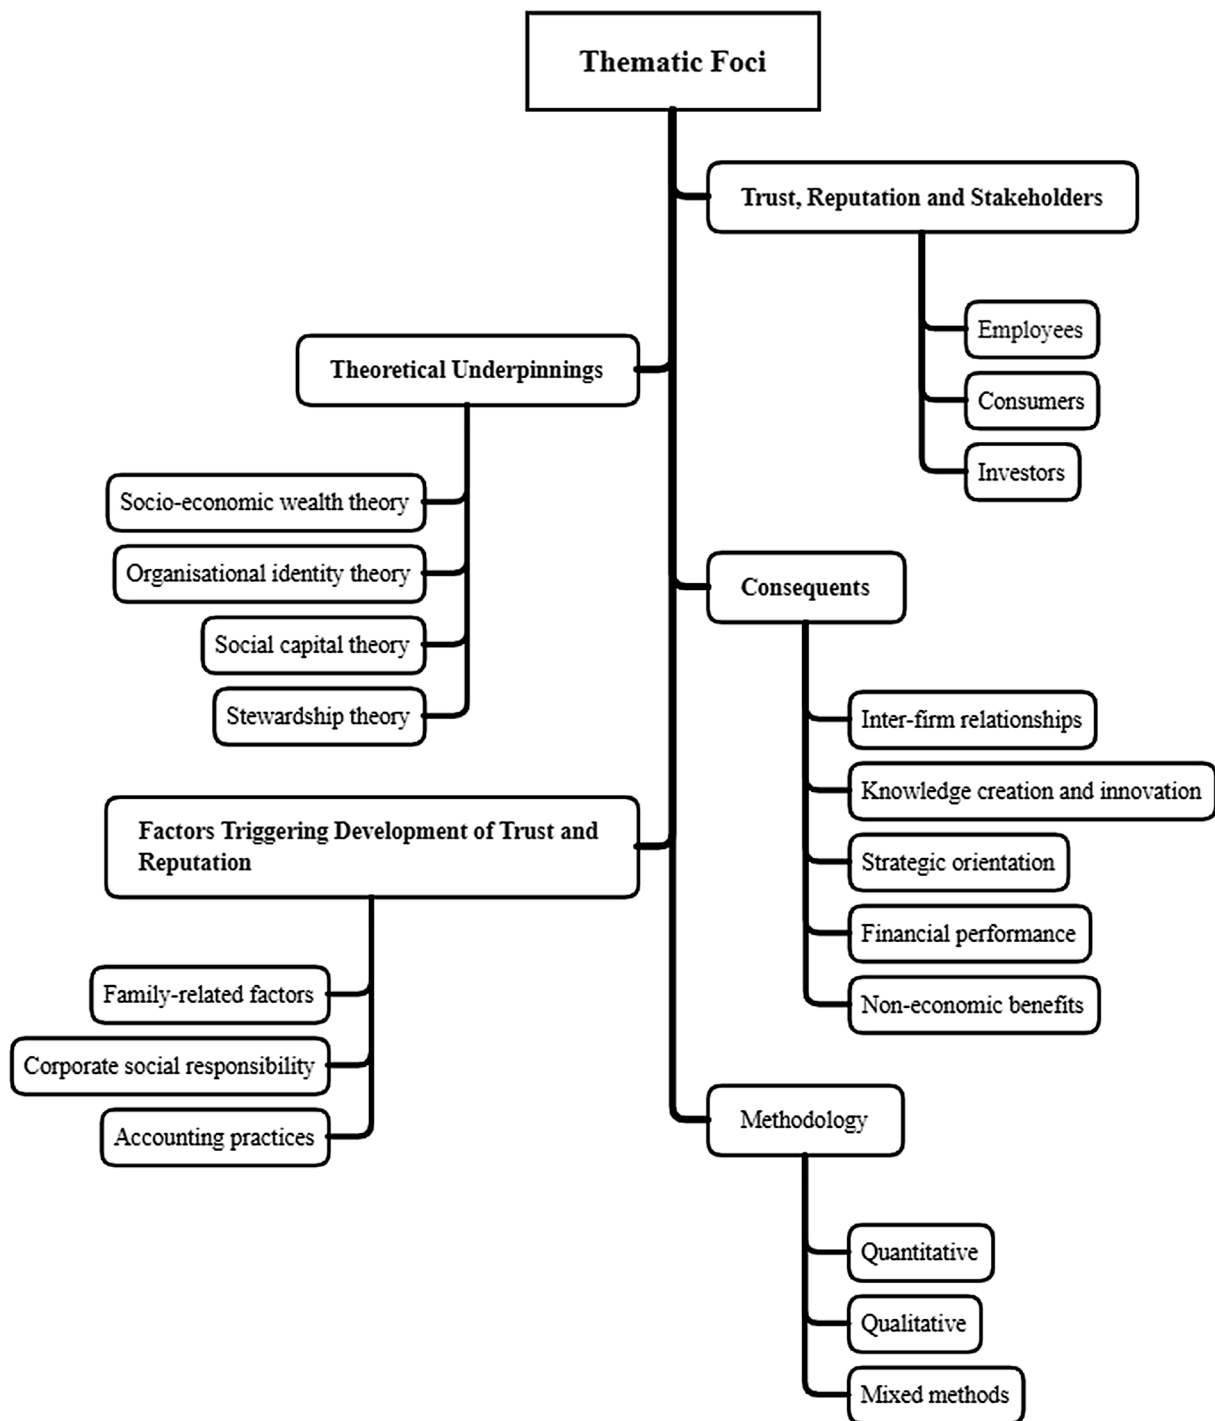 Thematic Foci
Trust, Reputation and Stakeholders
Employees
Consumers
Investors
Theoretical Underpinnings
Socio-economic wealth theory
Organisational identity theory
Social capital theory
Stewardship theory
Consequents
Inter-firm relationships
Knowledge creation and innovation
Strategic orientation
Financial performance
Non-economic benefits
Factors Triggering Development of Trust and
Reputation
Family-related factors
Corporate social responsibility
Accounting practices
Methodology
Quantitative
Qualitative
Mixed methods